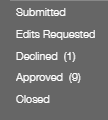 Submitted
Edits Requested
Declined (1)
Approved (9)
Closed